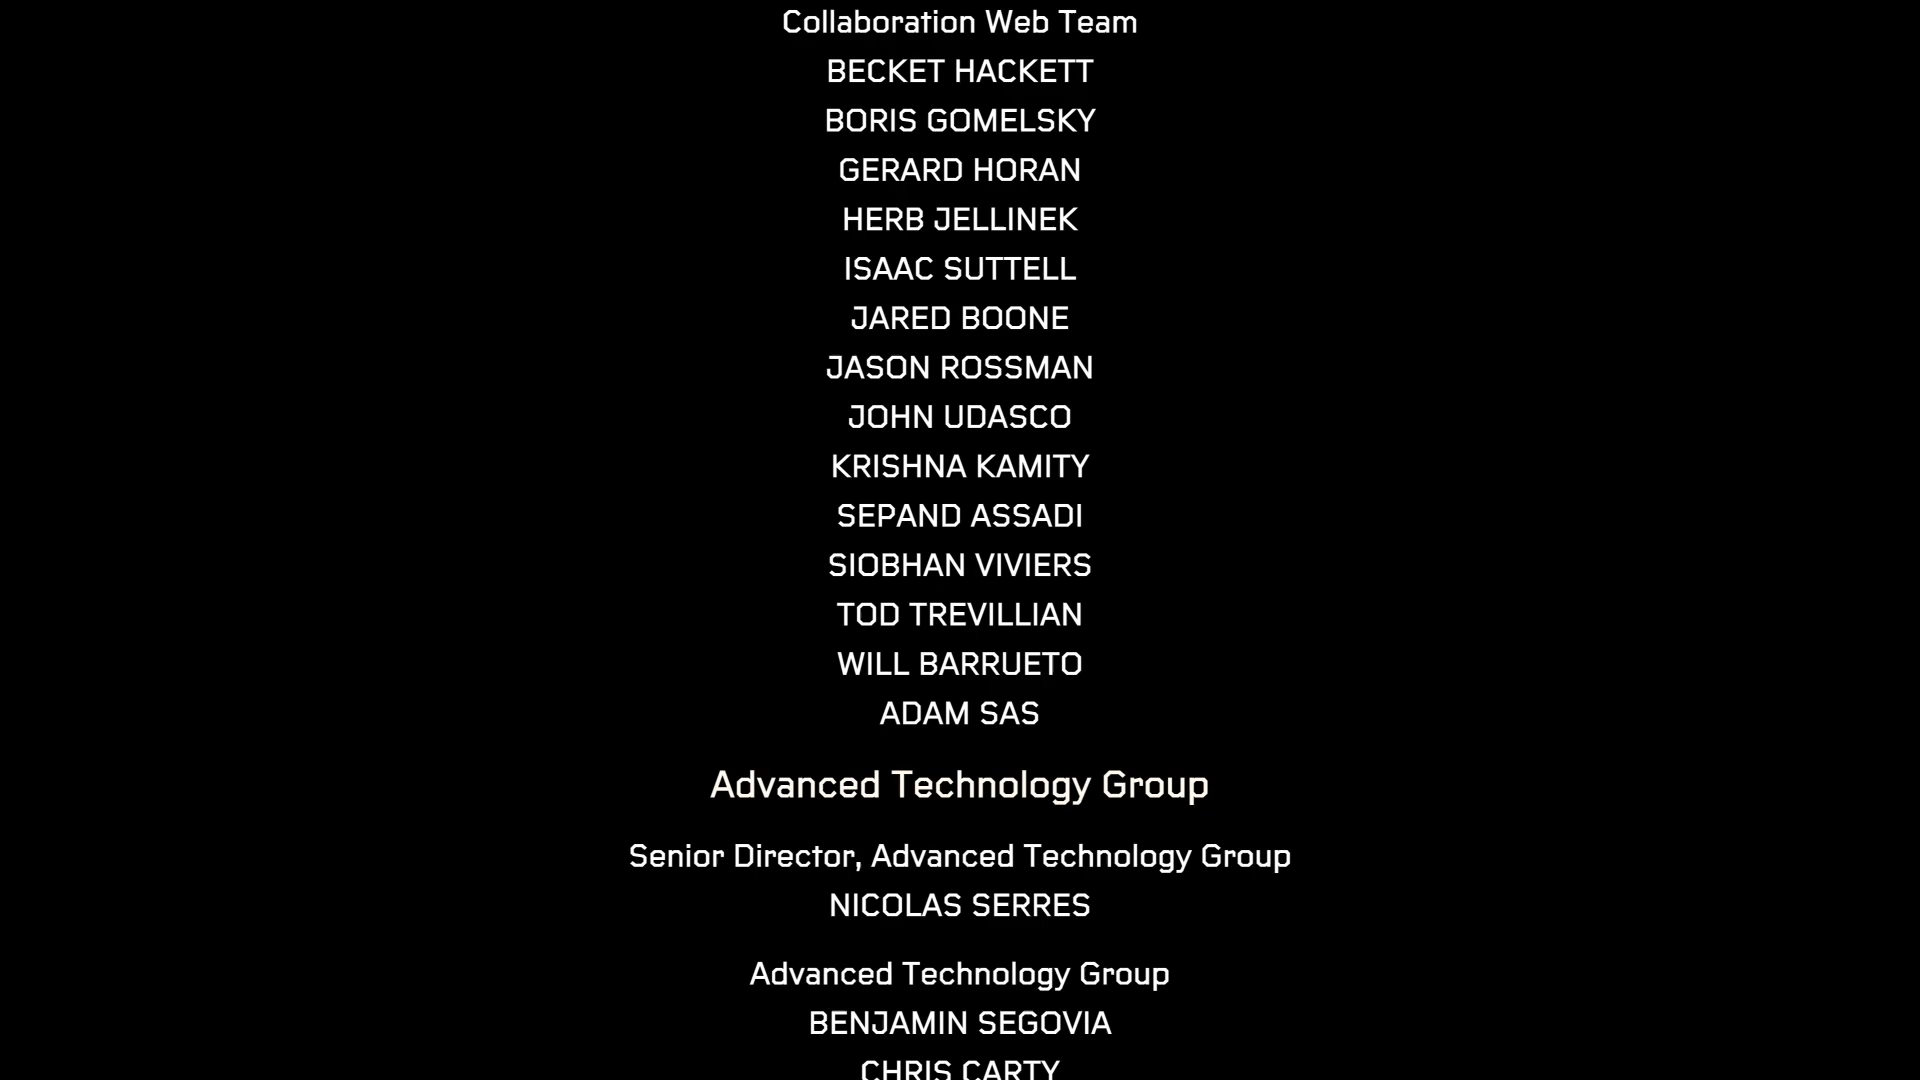 Collaboration Web Team
BECKET HACKETT
BORIS GOMELSKY
GERARD HORAN
HERB JELLINEK
ISAAC SUTTELL
JARED BOONE
JASON ROSSMAN
JOHN UDASCO
KRISHNA KAMITY
SEPAND ASSADI
SIOBHAN VIVIERS
TOD TREVILLIAN
WILL BARRUETO
ADAM SAS
Advanced Technology Group
Senior Director, Advanced Technology Group
NICOLAS SERRES
Advanced Technology Group
BENJAMIN SEGOVIA
CHRIS CARTY